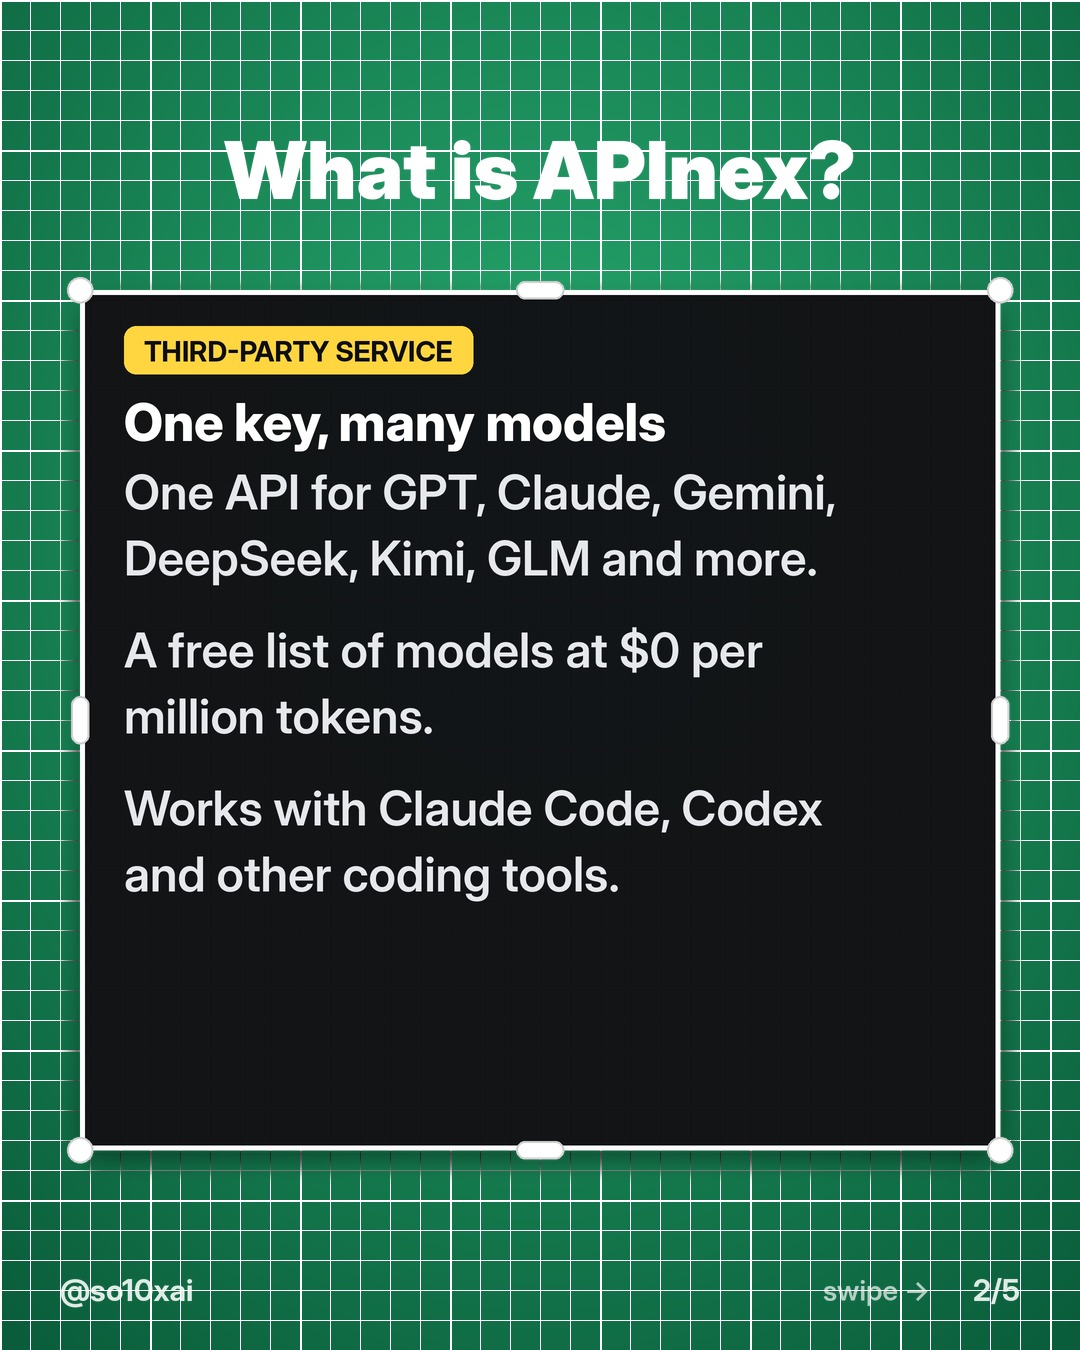 What is APInex?
THIRD-PARTY SERVICE
One key, many models
One API for GPT, Claude, Gemini,
DeepSeek, Kimi, GLM and more.
A free list of models at $0 per
million tokens.
Works with Claude Code, Codex
and other coding tools.
@so10xai
swipe → 2/5